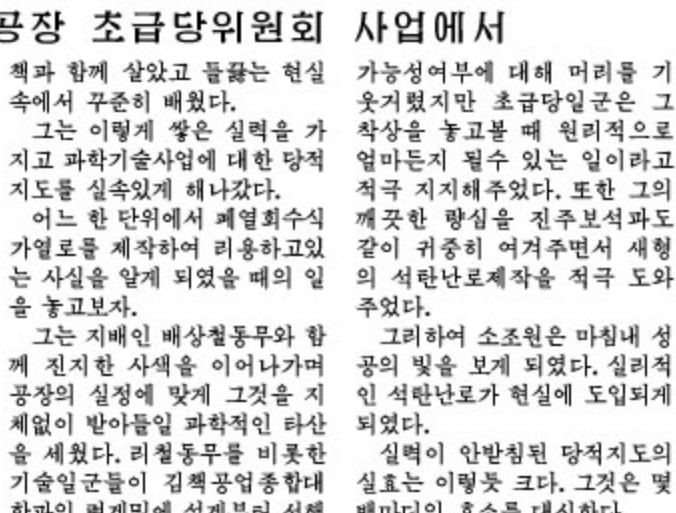 공장 초급당위원회 사업에서
책과 함께 살았고 들끓는 현실
속에서 꾸준히 배웠다.
그는 이렇게 쌓은 실력을 가
지고 과학기술사업에 대한 당적
지도를 실속있게 해나갔다.
어느 한 단위에서 페열회수식
가열로를 제작하여 리용하고있
는 사실을 알게 되였을 때의 일
을 놓고보자.
그는 지배인 배상철동무와 함
께 진지한 사색을 이어나가며
공장의 실정에 맞게 그것을 지
체없이 받아들일 과학적인 타산
을 세웠다. 리철동무를 비롯한
기술일군들이 김책공업종합대
가능성여부에 대해 머리를 기
웃거렸지만 초급당일군은 그
착상을 놓고볼 때 원리적으로
얼마든지 될수 있는 일이라고
적극 지지해주었다. 또한 그의
깨끗한 량심을 진주보석과도
같이 귀중히 여겨주면서 새형
의 석탄난로제작을 적극 도와
주었다.
그리하여 소조원은 마침내 성
공의 빛을 보게 되였다. 실리적
인 석탄난로가 현실에 도입되게
되였다.
실력이 안받침된 당적지도의
실효는 이렇듯 크다. 그것은 몇